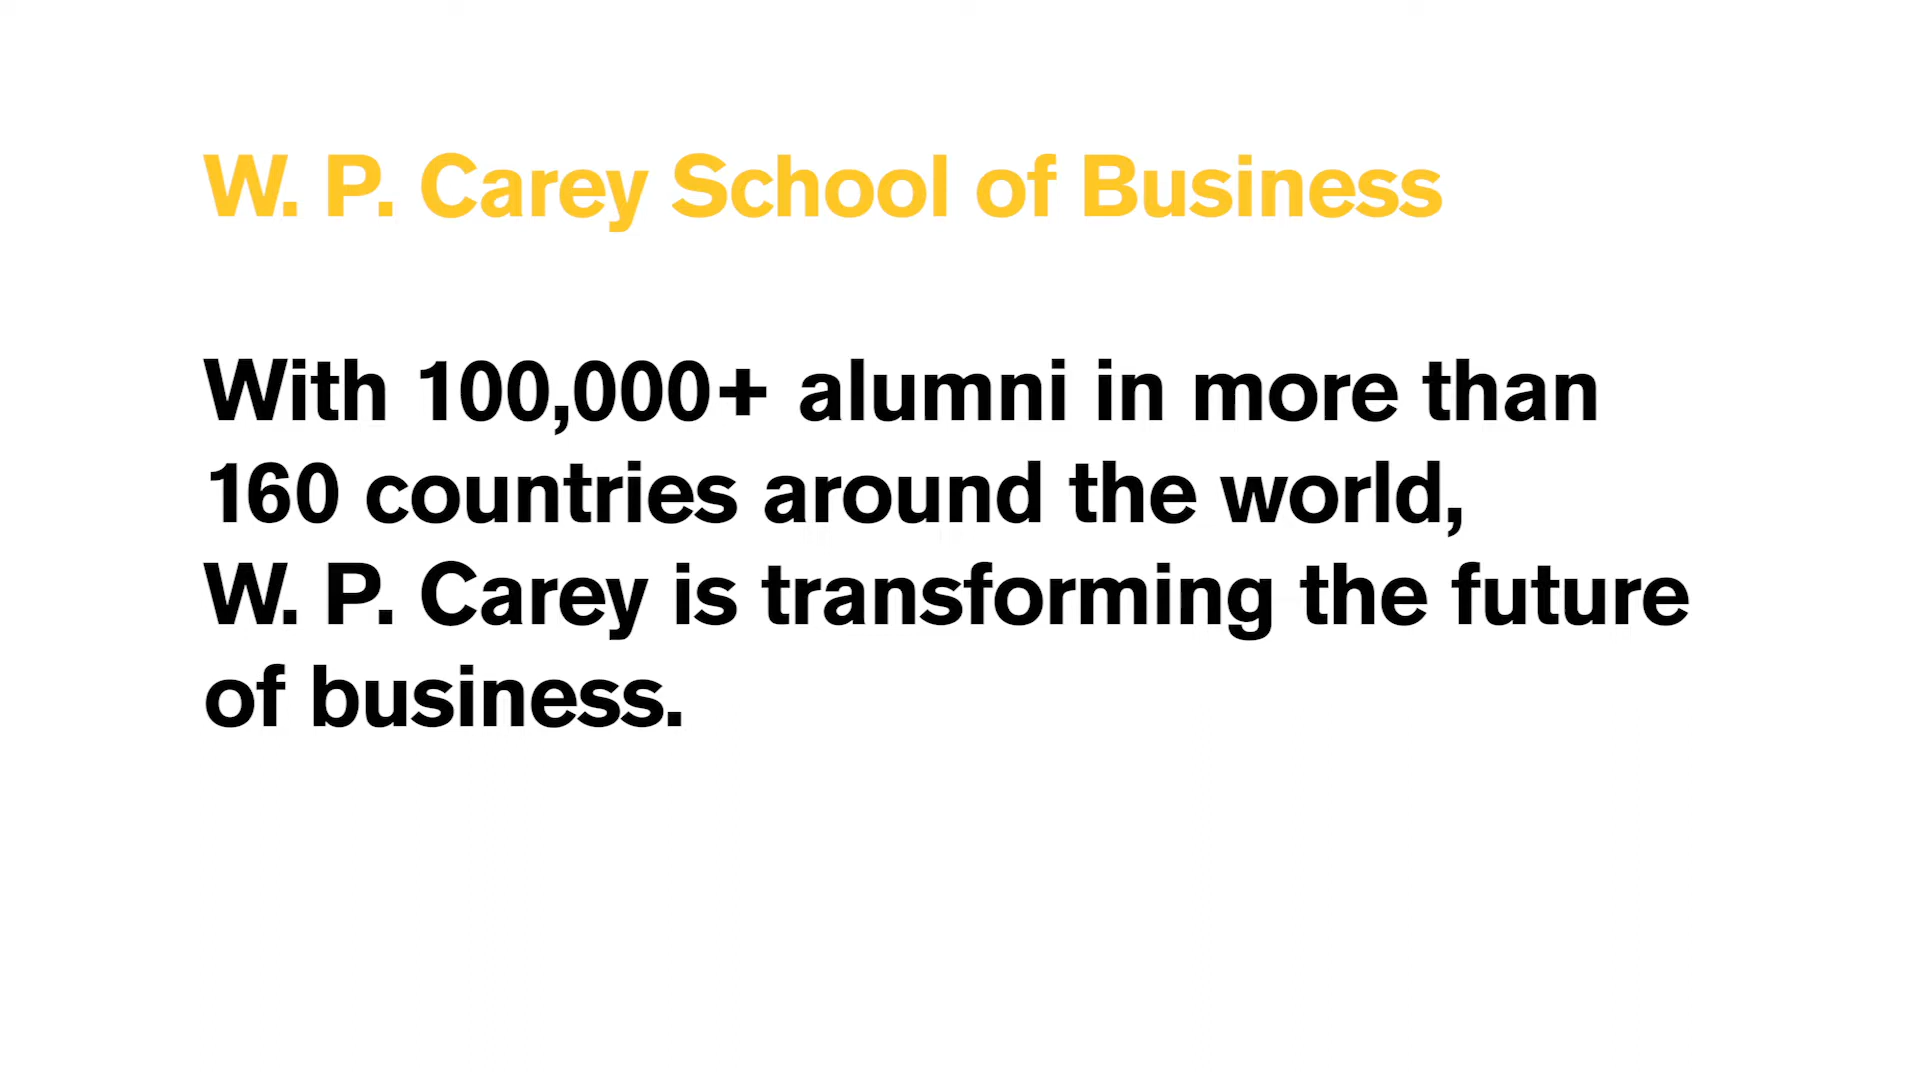 W. P. Carey School of Business
With 100,000+ alumni in more than
160 countries around the world,
W. P. Carey is transforming the future
of business.